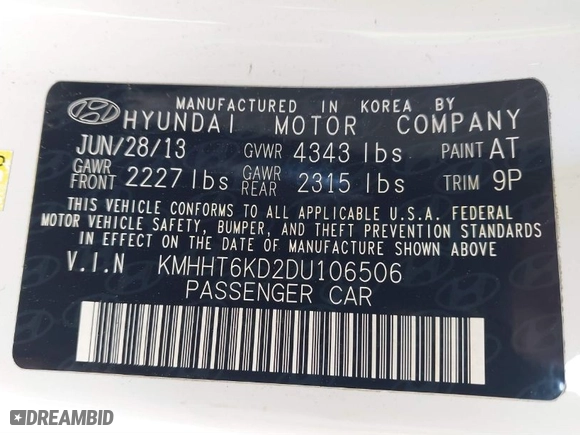 MANUFACTURED IN KOREA BY
HYUNDAI MOTOR COMPANY
JUN/28/13 GVWR 4343 lbs PAINT AT
GAWR FRONT 2227 lbs GAWR REAR 2315 lbs TRIM 9P
THIS VEHICLE CONFORMS TO ALL APPLICABLE U.S.A. FEDERAL
MOTOR VEHICLE SAFETY, BUMPER, AND THEFT PREVENTION STANDARDS
IN EFFECT ON THE DATE OF MANUFACTURE SHOWN ABOVE
V.I.N KMHHT6KD2DU106506
PASSENGER CAR
DREAMBID